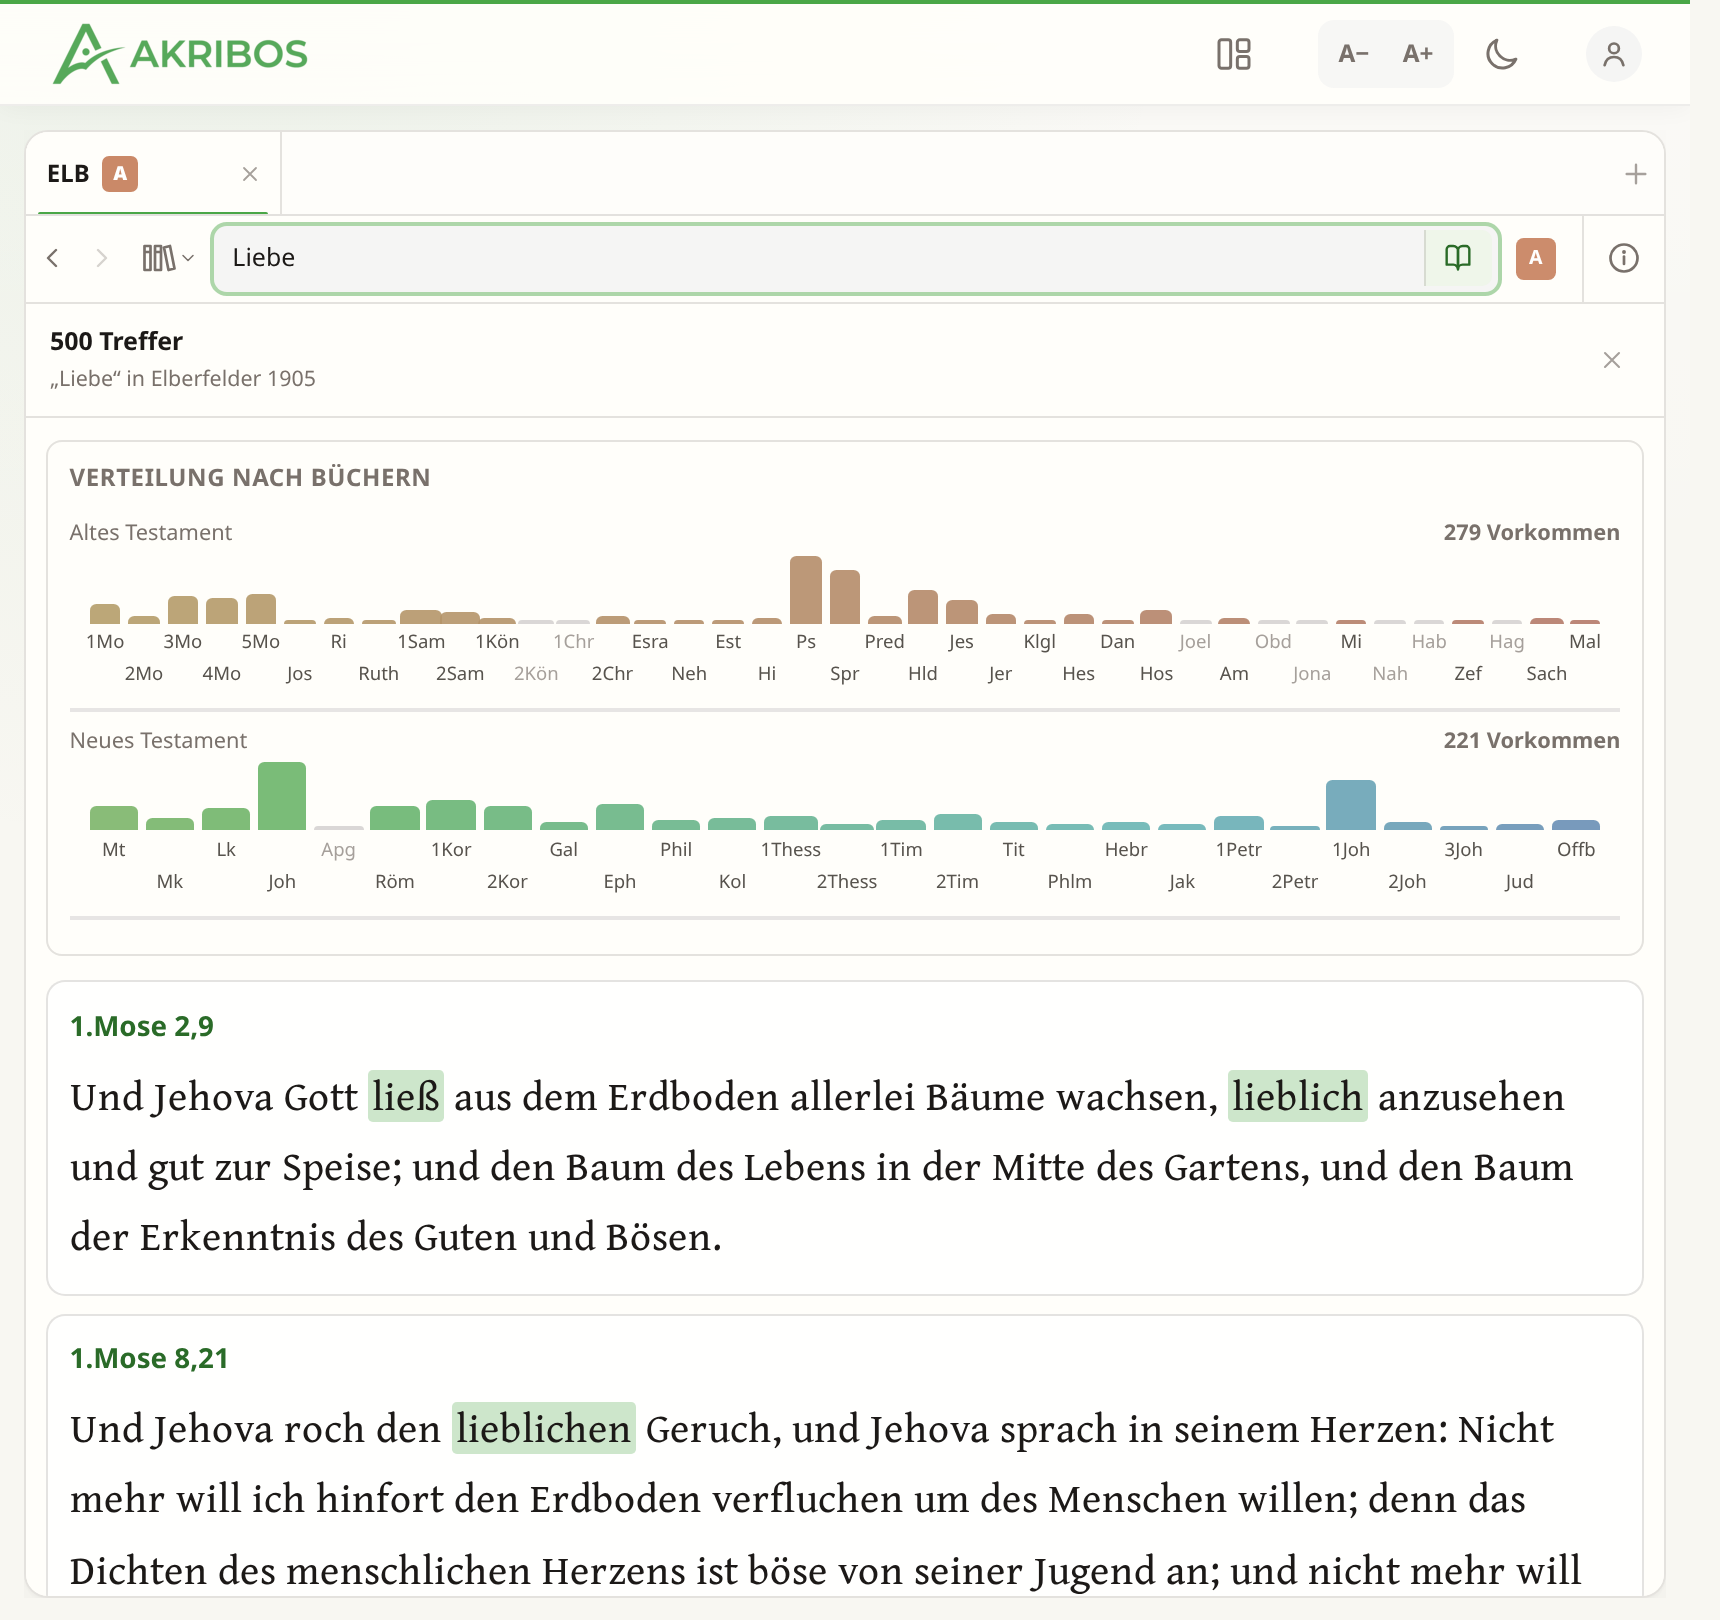 AKRIBOS
A− A+
ELB A
Liebe
A
500 Treffer
„Liebe“ in Elberfelder 1905
VERTEILUNG NACH BÜCHERN
Altes Testament 279 Vorkommen
1Mo 3Mo 5Mo Ri 1Sam 1Kön 1Chr Esra Est Ps Pred Jes Klgl Dan Joel Obd Mi Hab Hag Mal
2Mo 4Mo Jos Ruth 2Sam 2Kön 2Chr Neh Hi Spr Hld Jer Hes Hos Am Jona Nah Zef Sach
Neues Testament 221 Vorkommen
Mt Lk Apg 1Kor Gal Phil 1Thess 1Tim Tit Hebr 1Petr 1Joh 3Joh Offb
Mk Joh Röm 2Kor Eph Kol 2Thess 2Tim Phlm Jak 2Petr 2Joh Jud
1.Mose 2,9
Und Jehova Gott ließ aus dem Erdboden allerlei Bäume wachsen, lieblich anzusehen
und gut zur Speise; und den Baum des Lebens in der Mitte des Gartens, und den Baum
der Erkenntnis des Guten und Bösen.
1.Mose 8,21
Und Jehova roch den lieblichen Geruch, und Jehova sprach in seinem Herzen: Nicht
mehr will ich hinfort den Erdboden verfluchen um des Menschen willen; denn das
Dichten des menschlichen Herzens ist böse von seiner Jugend an; und nicht mehr will